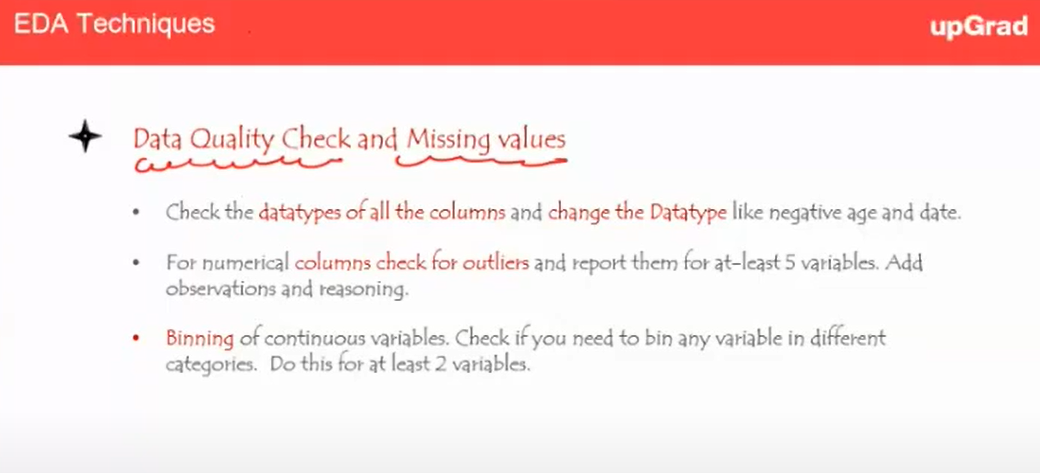 EDA Techniques
upGrad
Data Quality Check and Missing values
• Check the datatypes of all the columns and change the Datatype like negative age and date.
• For numerical columns check for outliers and report them for at-least 5 variables. Add
observations and reasoning.
• Binning of continuous variables. Check if you need to bin any variable in different
categories. Do this for at least 2 variables.